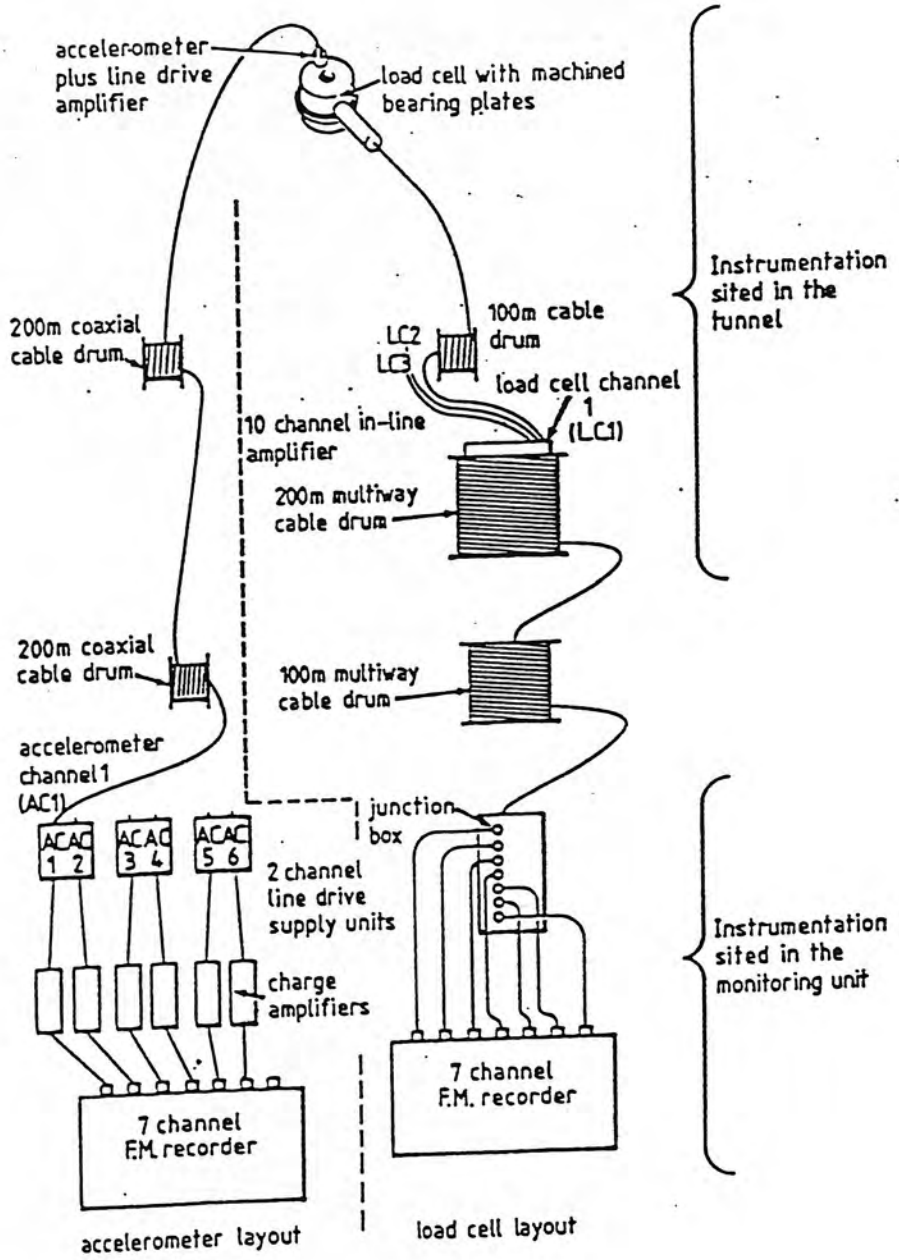 accelerometer
plus line drive
amplifier
load cell with machined
bearing plates
Instrumentation
sited in the
tunnel
200m coaxial
cable drum
LC2
LC3
100m cable
drum
load cell channel
1
(LC1)
10 channel in-line
amplifier
200m multiway
cable drum
200m coaxial
cable drum
100m multiway
cable drum
accelerometer
channel 1
(AC1)
junction
box
AC AC
1 2
AC AC
3 4
AC AC
5 6
2 channel
line drive
supply units
Instrumentation
sited in the
monitoring unit
charge
amplifiers
7 channel
F.M. recorder
7 channel
F.M. recorder
accelerometer layout
load cell layout